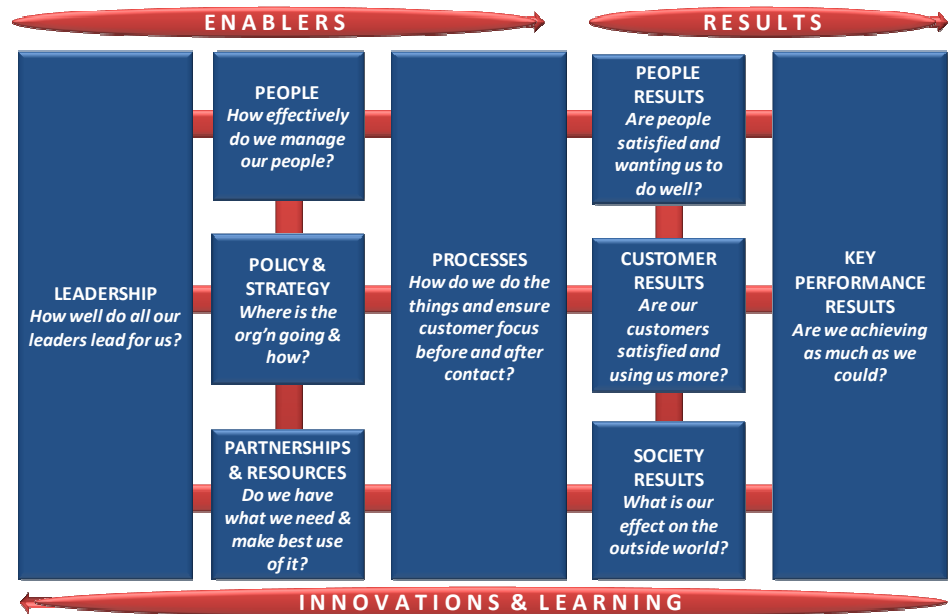 ENABLERS
RESULTS
LEADERSHIP
How well do all our
leaders lead for us?
PEOPLE
How effectively
do we manage
our people?
POLICY &
STRATEGY
Where is the
org’n going &
how?
PARTNERSHIPS
& RESOURCES
Do we have
what we need &
make best use
of it?
PROCESSES
How do we do the
things and ensure
customer focus
before and after
contact?
PEOPLE
RESULTS
Are people
satisfied and
wanting us to
do well?
CUSTOMER
RESULTS
Are our
customers
satisfied and
using us more?
SOCIETY
RESULTS
What is our
effect on the
outside world?
KEY
PERFORMANCE
RESULTS
Are we achieving
as much as we
could?
INNOVATIONS & LEARNING